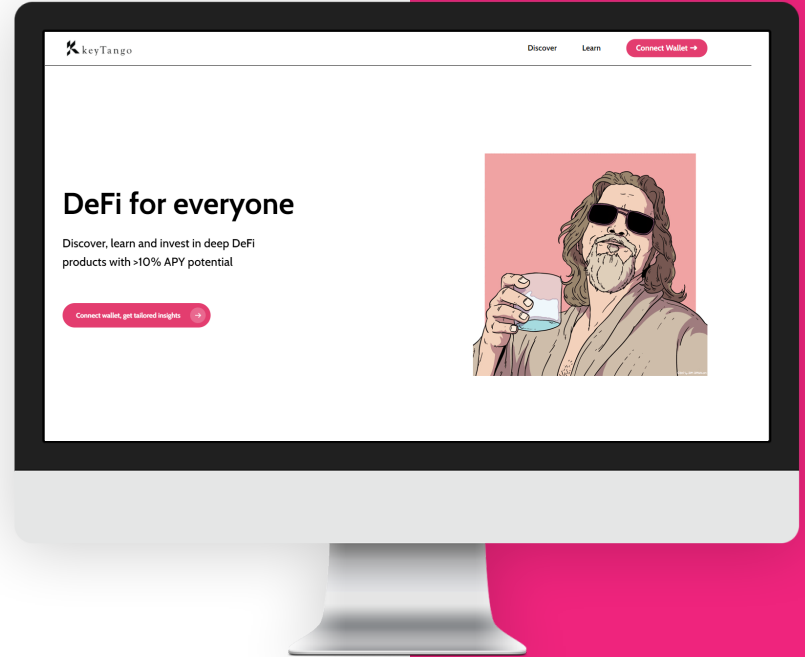 keyTango
Discover
Learn
Connect Wallet →
DeFi for everyone
Discover, learn and invest in deep DeFi
products with >10% APY potential
Connect wallet, get tailored insights →